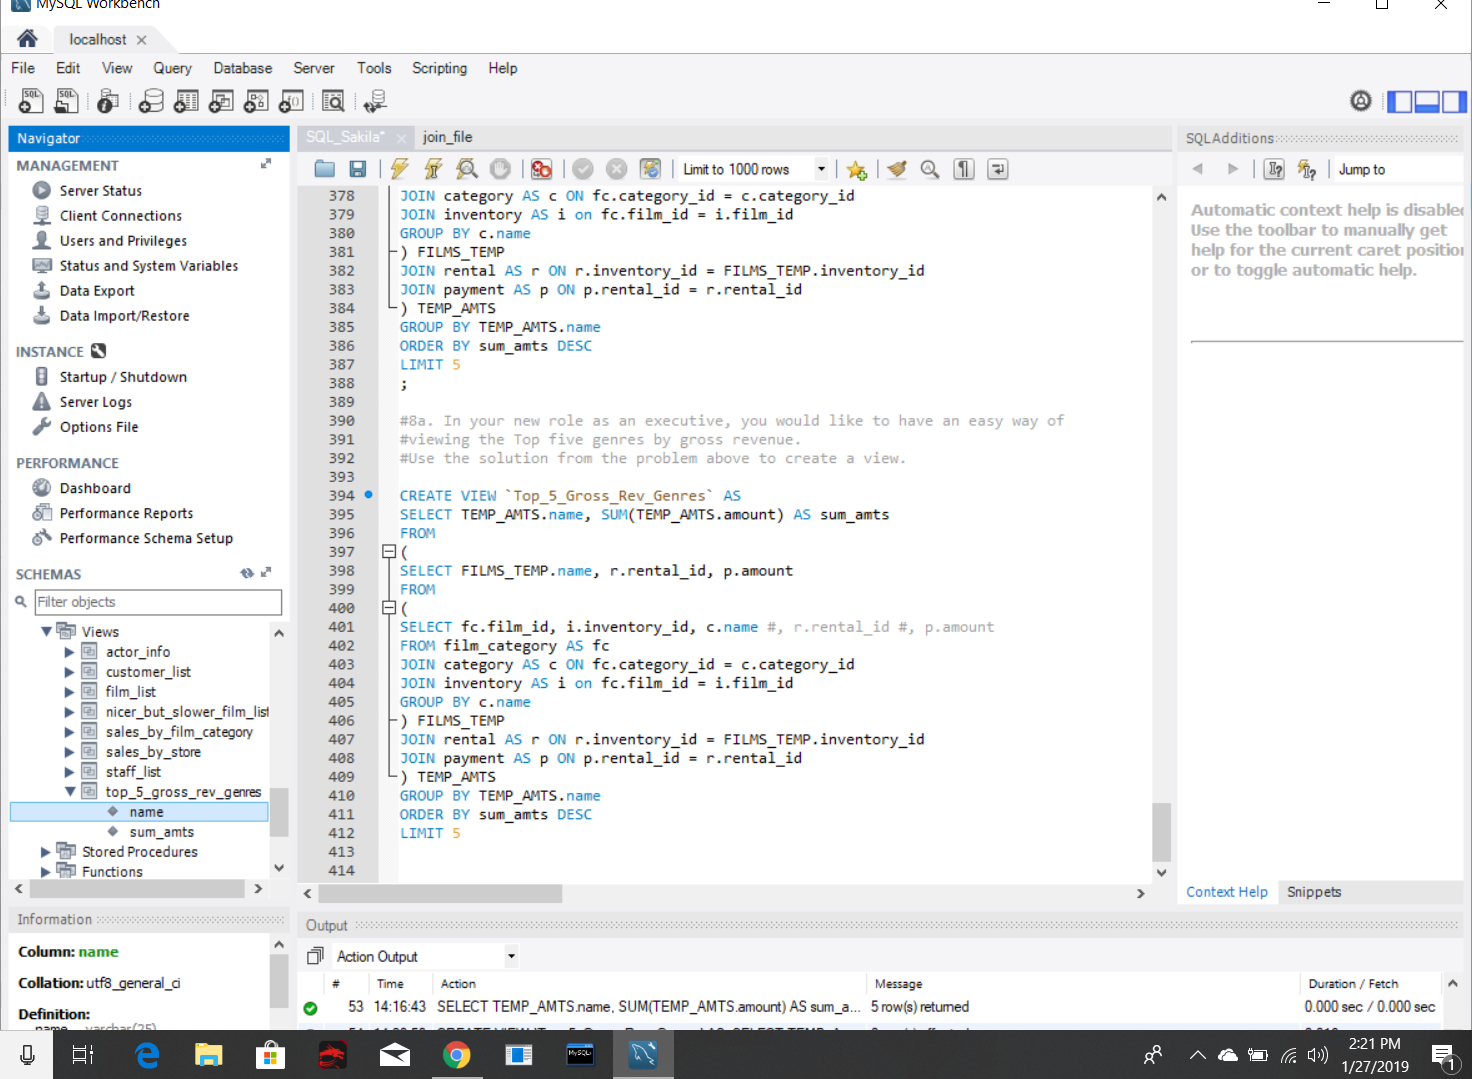 MySQL Workbench
localhost
File Edit View Query Database Server Tools Scripting Help
Navigator
MANAGEMENT
Server Status
Client Connections
Users and Privileges
Status and System Variables
Data Export
Data Import/Restore
INSTANCE
Startup / Shutdown
Server Logs
Options File
PERFORMANCE
Dashboard
Performance Reports
Performance Schema Setup
SCHEMAS
Filter objects
Views
actor_info
customer_list
film_list
nicer_but_slower_film_list
sales_by_film_category
sales_by_store
staff_list
top_5_gross_rev_genres
name
sum_amts
Stored Procedures
Functions
Information
Column: name
Collation: utf8_general_ci
Definition:
name varchar(25)
SQL_Sakila* join_file
Limit to 1000 rows
378 JOIN category AS c ON fc.category_id = c.category_id
379 JOIN inventory AS i on fc.film_id = i.film_id
380 GROUP BY c.name
381 ) FILMS_TEMP
382 JOIN rental AS r ON r.inventory_id = FILMS_TEMP.inventory_id
383 JOIN payment AS p ON p.rental_id = r.rental_id
384 ) TEMP_AMTS
385 GROUP BY TEMP_AMTS.name
386 ORDER BY sum_amts DESC
387 LIMIT 5
388 ;
389
390 #8a. In your new role as an executive, you would like to have an easy way of
391 #viewing the Top five genres by gross revenue.
392 #Use the solution from the problem above to create a view.
393
394 CREATE VIEW `Top_5_Gross_Rev_Genres` AS
395 SELECT TEMP_AMTS.name, SUM(TEMP_AMTS.amount) AS sum_amts
396 FROM
397 (
398 SELECT FILMS_TEMP.name, r.rental_id, p.amount
399 FROM
400 (
401 SELECT fc.film_id, i.inventory_id, c.name #, r.rental_id #, p.amount
402 FROM film_category AS fc
403 JOIN category AS c ON fc.category_id = c.category_id
404 JOIN inventory AS i on fc.film_id = i.film_id
405 GROUP BY c.name
406 ) FILMS_TEMP
407 JOIN rental AS r ON r.inventory_id = FILMS_TEMP.inventory_id
408 JOIN payment AS p ON p.rental_id = r.rental_id
409 ) TEMP_AMTS
410 GROUP BY TEMP_AMTS.name
411 ORDER BY sum_amts DESC
412 LIMIT 5
413
414
SQLAdditions
Jump to
Automatic context help is disabled
Use the toolbar to manually get
help for the current caret position
or to toggle automatic help.
Context Help Snippets
Output
Action Output
# Time Action Message Duration / Fetch
53 14:16:43 SELECT TEMP_AMTS.name, SUM(TEMP_AMTS.amount) AS sum_a... 5 row(s) returned 0.000 sec / 0.000 sec
2:21 PM
1/27/2019
1